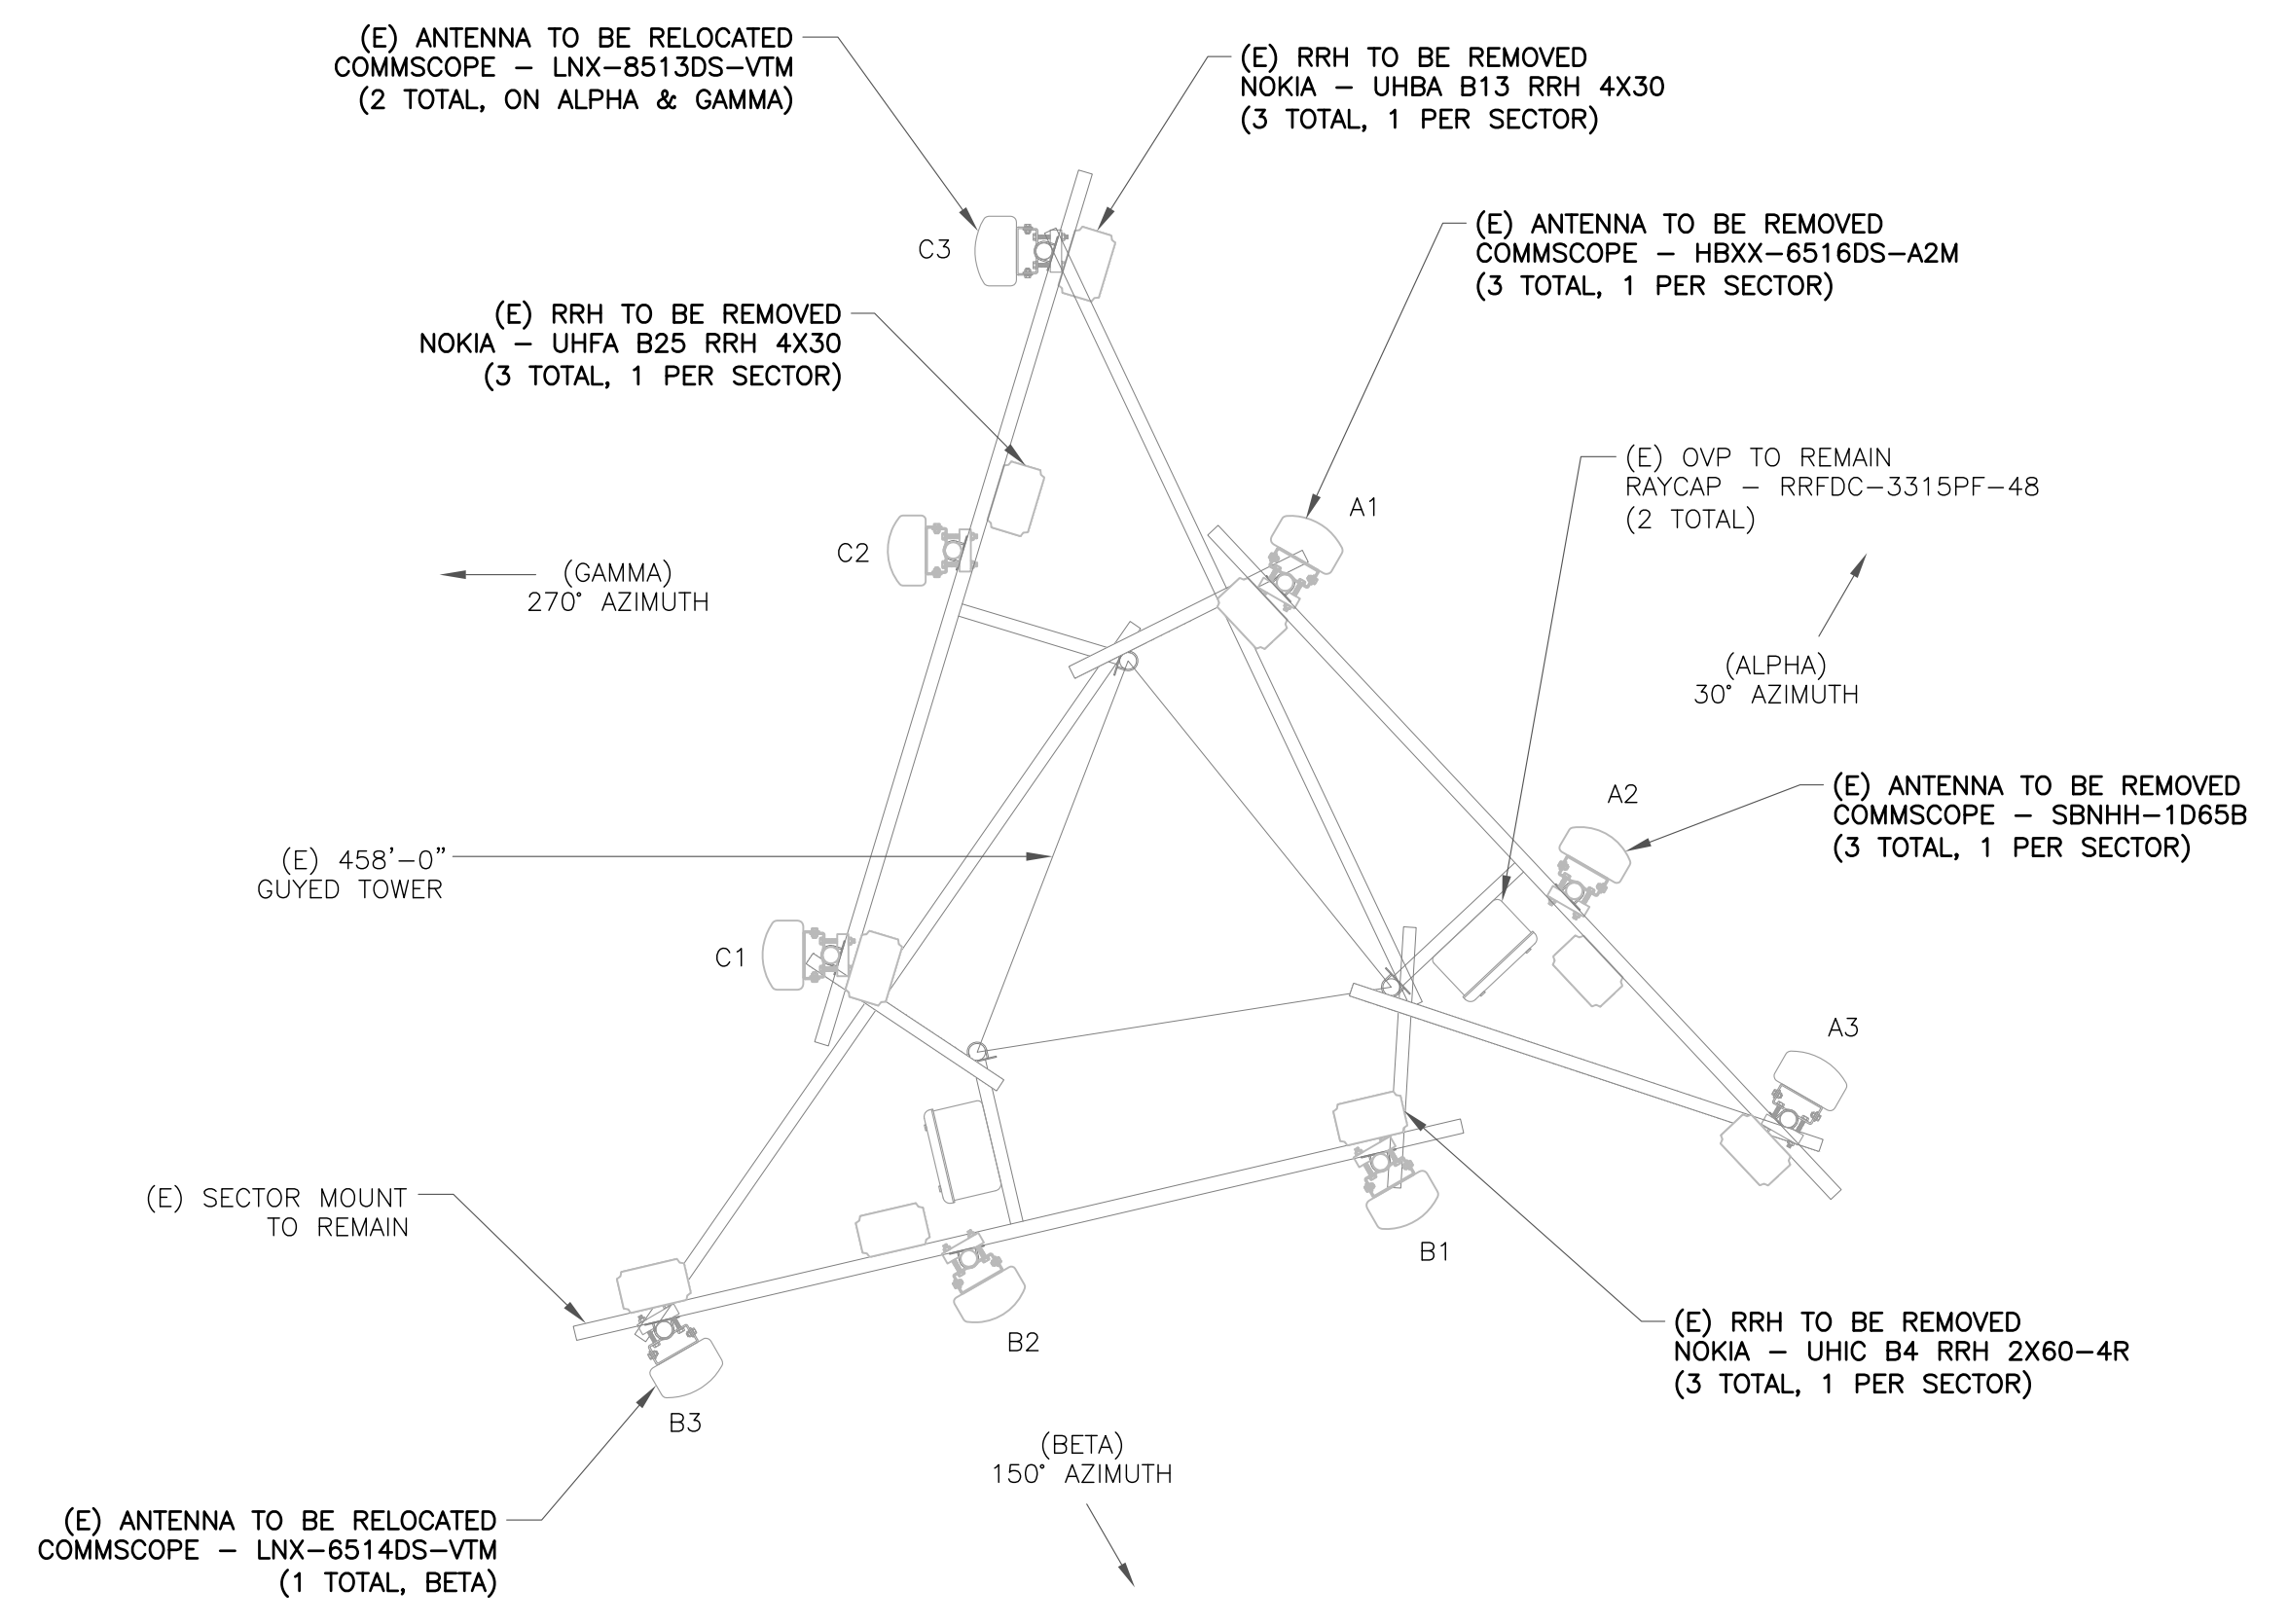 (E) ANTENNA TO BE RELOCATED
COMMSCOPE - LNX-8513DS-VTM
(2 TOTAL, ON ALPHA & GAMMA)
(E) RRH TO BE REMOVED
NOKIA - UHBA B13 RRH 4X30
(3 TOTAL, 1 PER SECTOR)
(E) ANTENNA TO BE REMOVED
COMMSCOPE - HBXX-6516DS-A2M
(3 TOTAL, 1 PER SECTOR)
C3
(E) RRH TO BE REMOVED
NOKIA - UHFA B25 RRH 4X30
(3 TOTAL, 1 PER SECTOR)
(E) OVP TO REMAIN
RAYCAP - RRFDC-3315PF-48
(2 TOTAL)
A1
C2
(GAMMA)
270° AZIMUTH
(ALPHA)
30° AZIMUTH
A2
(E) ANTENNA TO BE REMOVED
COMMSCOPE - SBNHH-1D65B
(3 TOTAL, 1 PER SECTOR)
(E) 458'-0"
GUYED TOWER
C1
A3
(E) SECTOR MOUNT
TO REMAIN
B1
B2
(E) RRH TO BE REMOVED
NOKIA - UHIC B4 RRH 2X60-4R
(3 TOTAL, 1 PER SECTOR)
B3
(BETA)
150° AZIMUTH
(E) ANTENNA TO BE RELOCATED
COMMSCOPE - LNX-6514DS-VTM
(1 TOTAL, BETA)